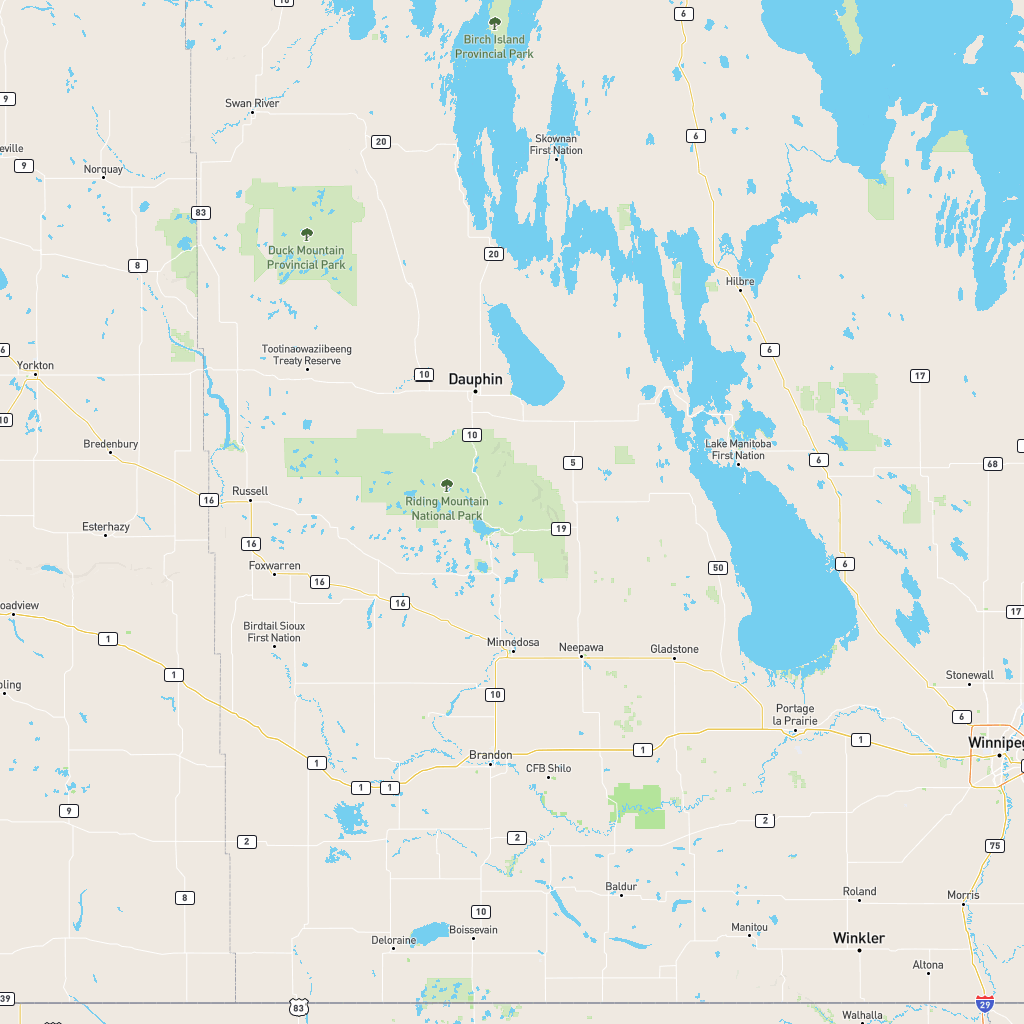 10
6
Birch Island
Provincial Park
9
Swan River
6
20
Skownan
First Nation
eville
9
Norquay
83
Duck Mountain
Provincial Park
20
8
Hilbre
6
6
Tootinaowaziibeeng
Treaty Reserve
Yorkton
10
Dauphin
17
10
10
Bredenbury
Lake Manitoba
First Nation
5
6
68
Russell
16
Riding Mountain
National Park
Esterhazy
19
16
Foxwarren
16
50
6
16
oadview
17
1
Birdtail Sioux
First Nation
Minnedosa
Neepawa
Gladstone
1
Stonewall
pling
10
Portage
la Prairie
6
1
Winnipeg
1
Brandon
1
CFB Shilo
1
1
9
2
2
2
75
8
Baldur
Roland
Morris
10
Boissevain
Manitou
Deloraine
Winkler
Altona
39
83
29
Walhalla